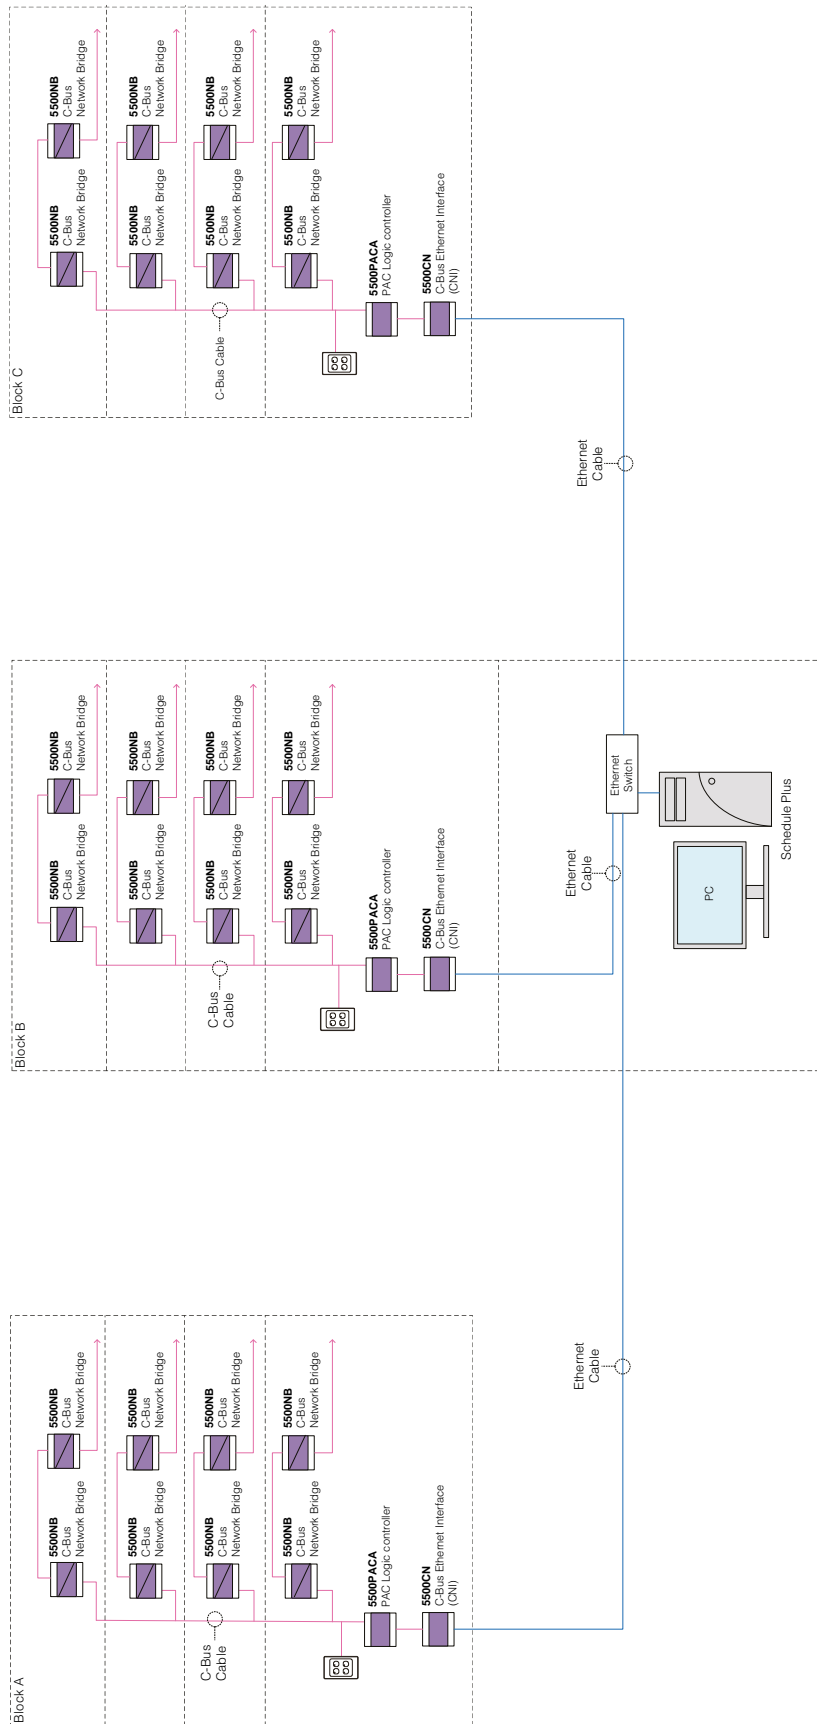 Block A
5500NB
C-Bus
Network Bridge
5500NB
C-Bus
Network Bridge
5500NB
C-Bus
Network Bridge
5500NB
C-Bus
Network Bridge
C-Bus
Cable
5500NB
C-Bus
Network Bridge
5500NB
C-Bus
Network Bridge
5500NB
C-Bus
Network Bridge
5500NB
C-Bus
Network Bridge
5500PACA
PAC Logic controller
5500CN
C-Bus Ethernet Interface
(CNI)
Ethernet
Cable
Block B
5500NB
C-Bus
Network Bridge
5500NB
C-Bus
Network Bridge
5500NB
C-Bus
Network Bridge
5500NB
C-Bus
Network Bridge
C-Bus
Cable
5500NB
C-Bus
Network Bridge
5500NB
C-Bus
Network Bridge
5500NB
C-Bus
Network Bridge
5500NB
C-Bus
Network Bridge
5500PACA
PAC Logic controller
5500CN
C-Bus Ethernet Interface
(CNI)
Ethernet
Cable
Ethernet
Switch
PC
Schedule Plus
Block C
5500NB
C-Bus
Network Bridge
5500NB
C-Bus
Network Bridge
5500NB
C-Bus
Network Bridge
5500NB
C-Bus
Network Bridge
C-Bus Cable
5500NB
C-Bus
Network Bridge
5500NB
C-Bus
Network Bridge
5500NB
C-Bus
Network Bridge
5500NB
C-Bus
Network Bridge
5500PACA
PAC Logic controller
5500CN
C-Bus Ethernet Interface
(CNI)
Ethernet
Cable